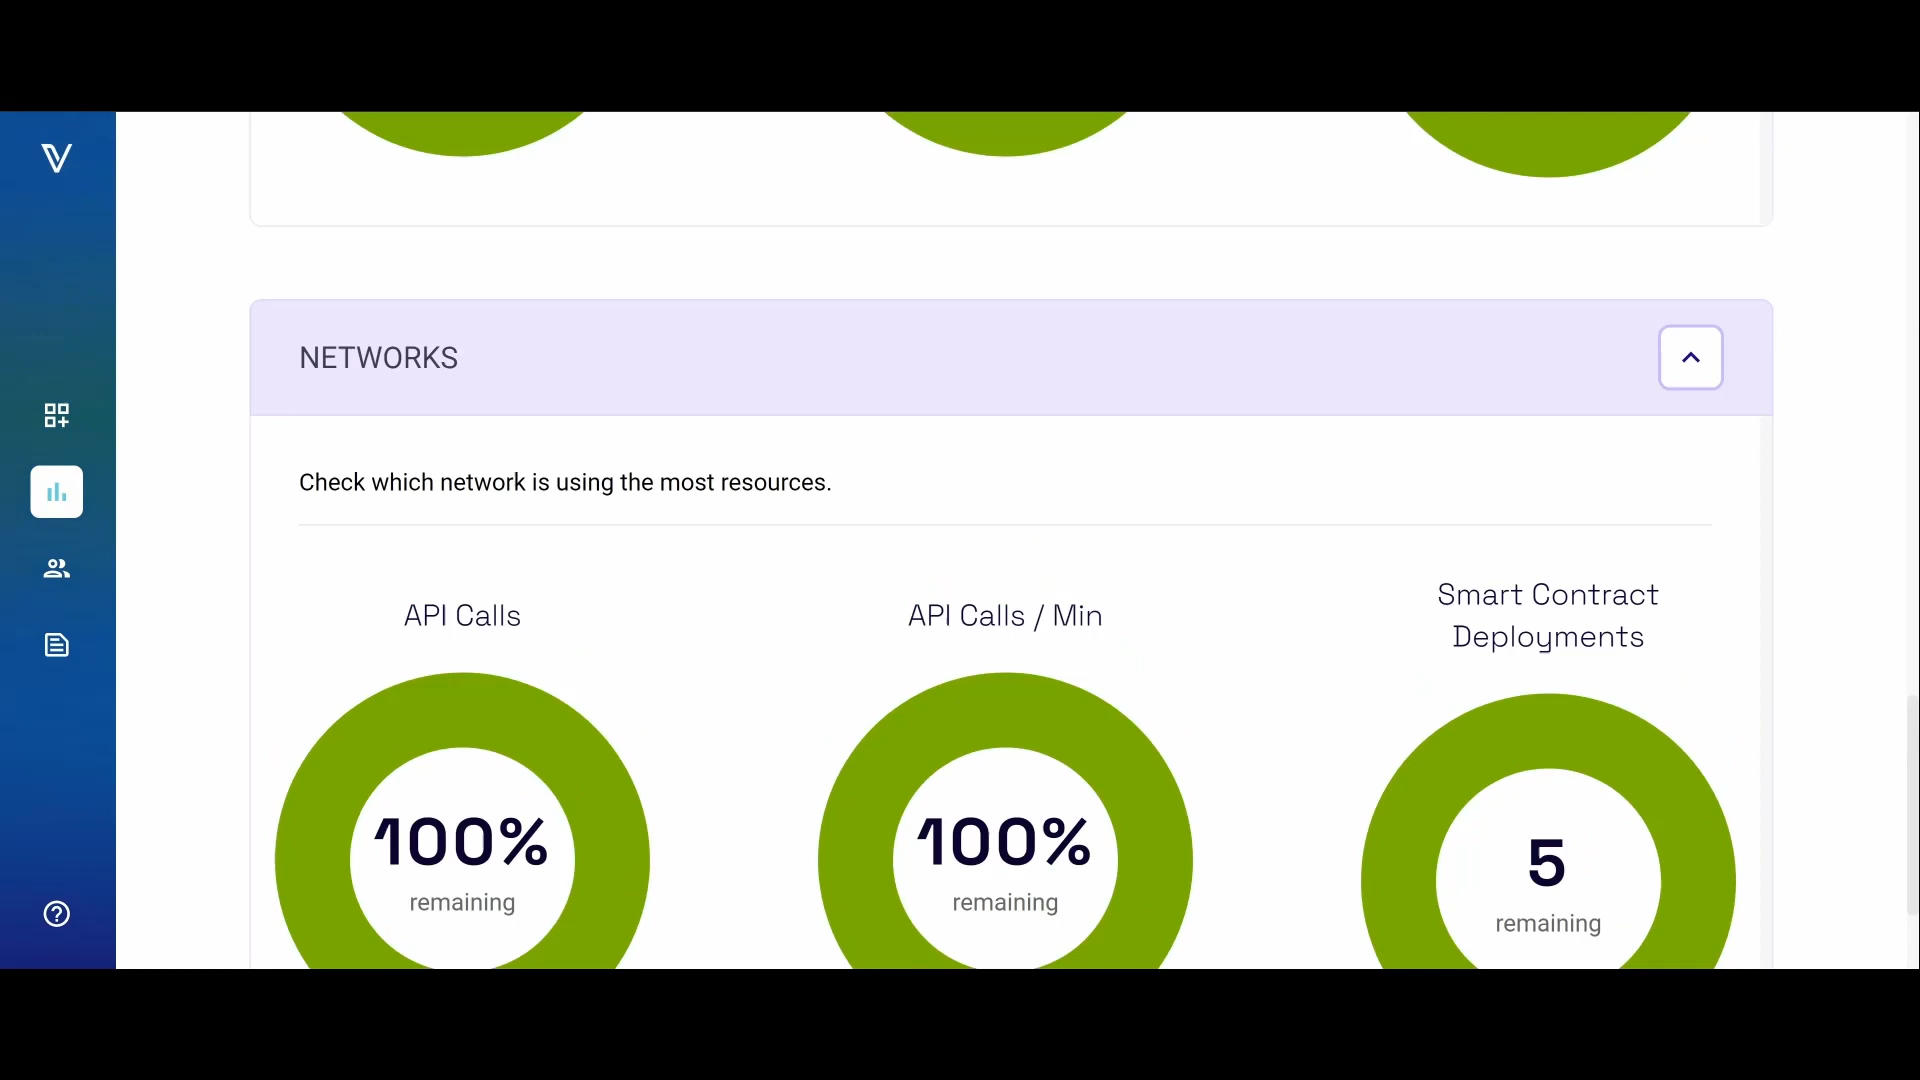 NETWORKS
Check which network is using the most resources.
API Calls
API Calls / Min
Smart Contract
Deployments
100%
remaining
100%
remaining
5
remaining